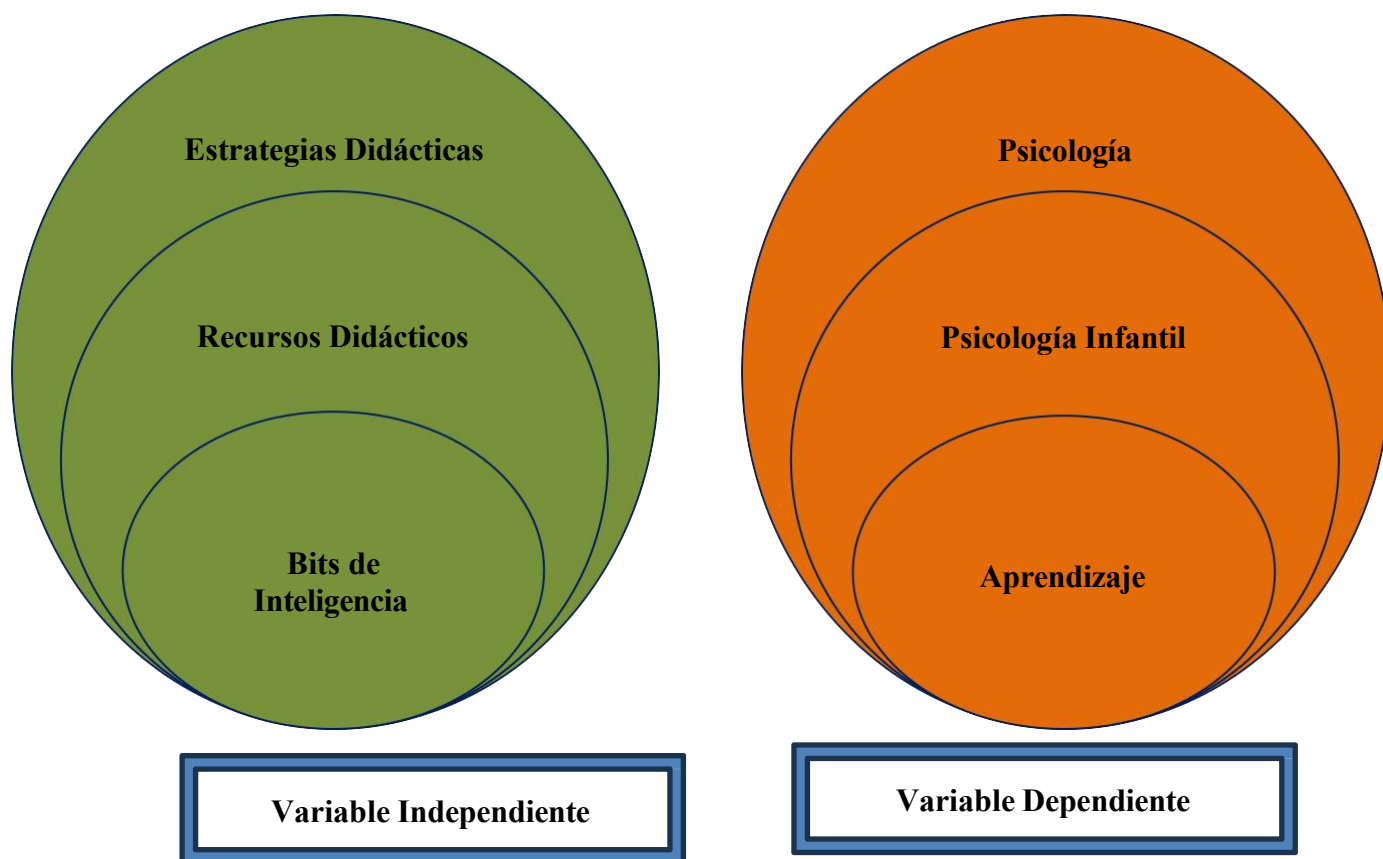 Estrategias Didácticas
Recursos Didácticos
Bits de
Inteligencia
Variable Independiente
Psicología
Psicología Infantil
Aprendizaje
Variable Dependiente